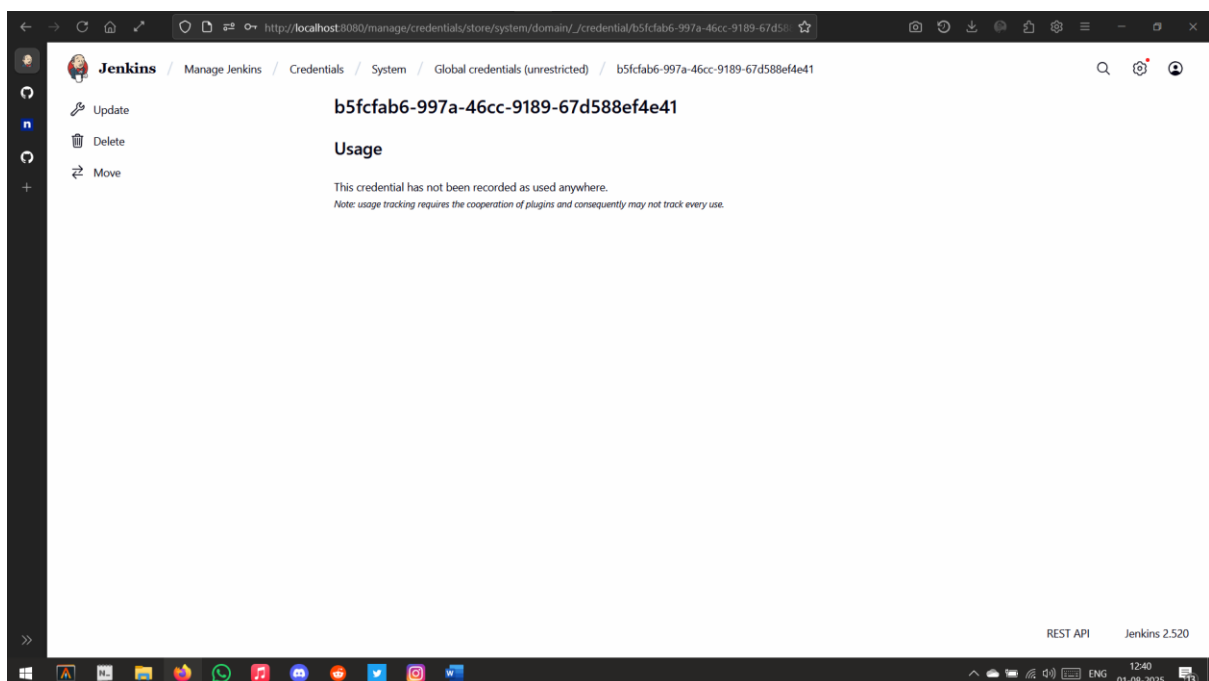 http://localhost:8080/manage/credentials/store/system/domain/_/credential/b5fcfab6-997a-46cc-9189-67d58
Jenkins / Manage Jenkins / Credentials / System / Global credentials (unrestricted) / b5fcfab6-997a-46cc-9189-67d588ef4e41
Update
Delete
Move
b5fcfab6-997a-46cc-9189-67d588ef4e41
Usage
This credential has not been recorded as used anywhere.
Note: usage tracking requires the cooperation of plugins and consequently may not track every use.
REST API
Jenkins 2.520
ENG
12:40
01-08-2025